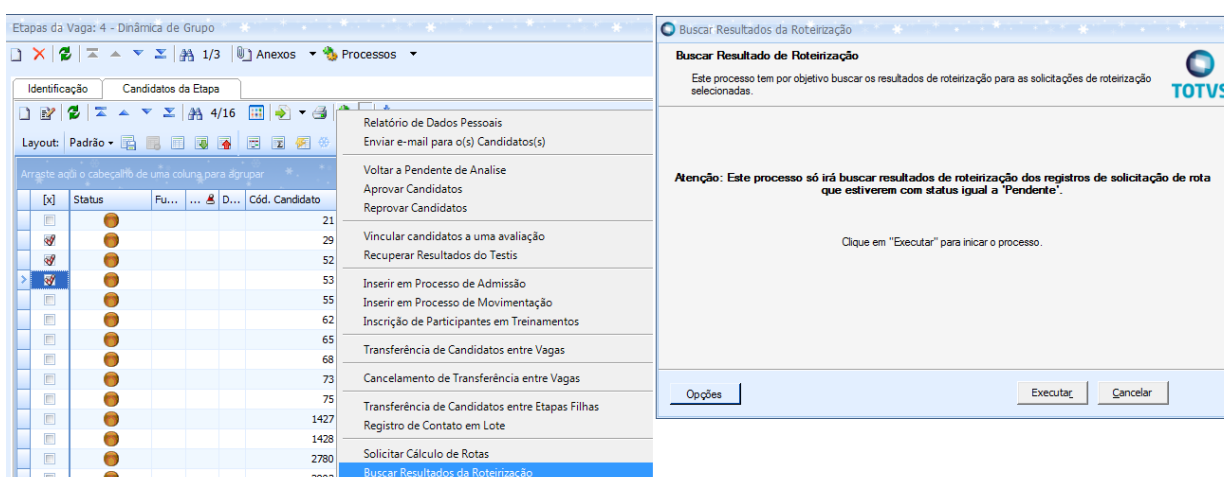 Etapas da Vaga: 4 - Dinâmica de Grupo
1/3 Anexos Processos
Identificação Candidatos da Etapa
4/16
Layout: Padrão
Arraste aqui o cabeçalho de uma coluna para agrupar
[x] Status Fu... ... D... Cód. Candidato
21
29
52
53
55
62
65
68
73
75
1427
1428
2780
Relatório de Dados Pessoais
Enviar e-mail para o(s) Candidatos(s)
Voltar a Pendente de Analise
Aprovar Candidatos
Reprovar Candidatos
Vincular candidatos a uma avaliação
Recuperar Resultados do Testis
Inserir em Processo de Admissão
Inserir em Processo de Movimentação
Inscrição de Participantes em Treinamentos
Transferência de Candidatos entre Vagas
Cancelamento de Transferência entre Vagas
Transferência de Candidatos entre Etapas Filhas
Registro de Contato em Lote
Solicitar Cálculo de Rotas
Buscar Resultados da Roteirização
Buscar Resultados da Roteirização
Buscar Resultado de Roteirização
Este processo tem por objetivo buscar os resultados de roteirização para as solicitações de roteirização
selecionadas.
TOTVS
Atenção: Este processo só irá buscar resultados de roteirização dos registros de solicitação de rota
que estiverem com status igual a 'Pendente'.
Clique em "Executar" para inicar o processo.
Opções Executar Cancelar